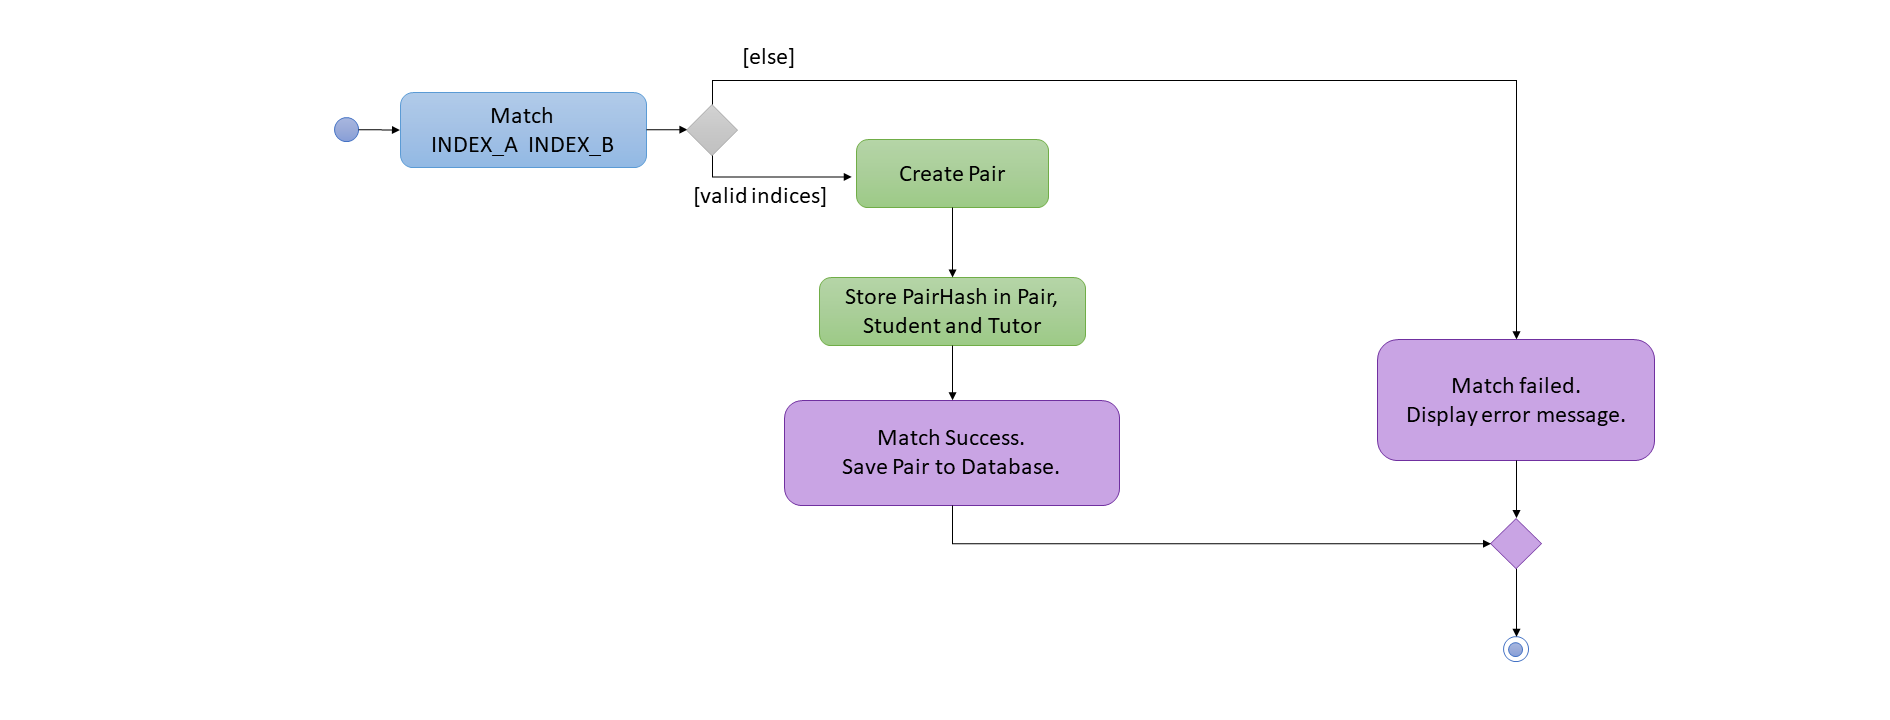 [else]
Match
INDEX_A INDEX_B
Create Pair
[valid indices]
Store PairHash in Pair,
Student and Tutor
Match failed.
Display error message.
Match Success.
Save Pair to Database.